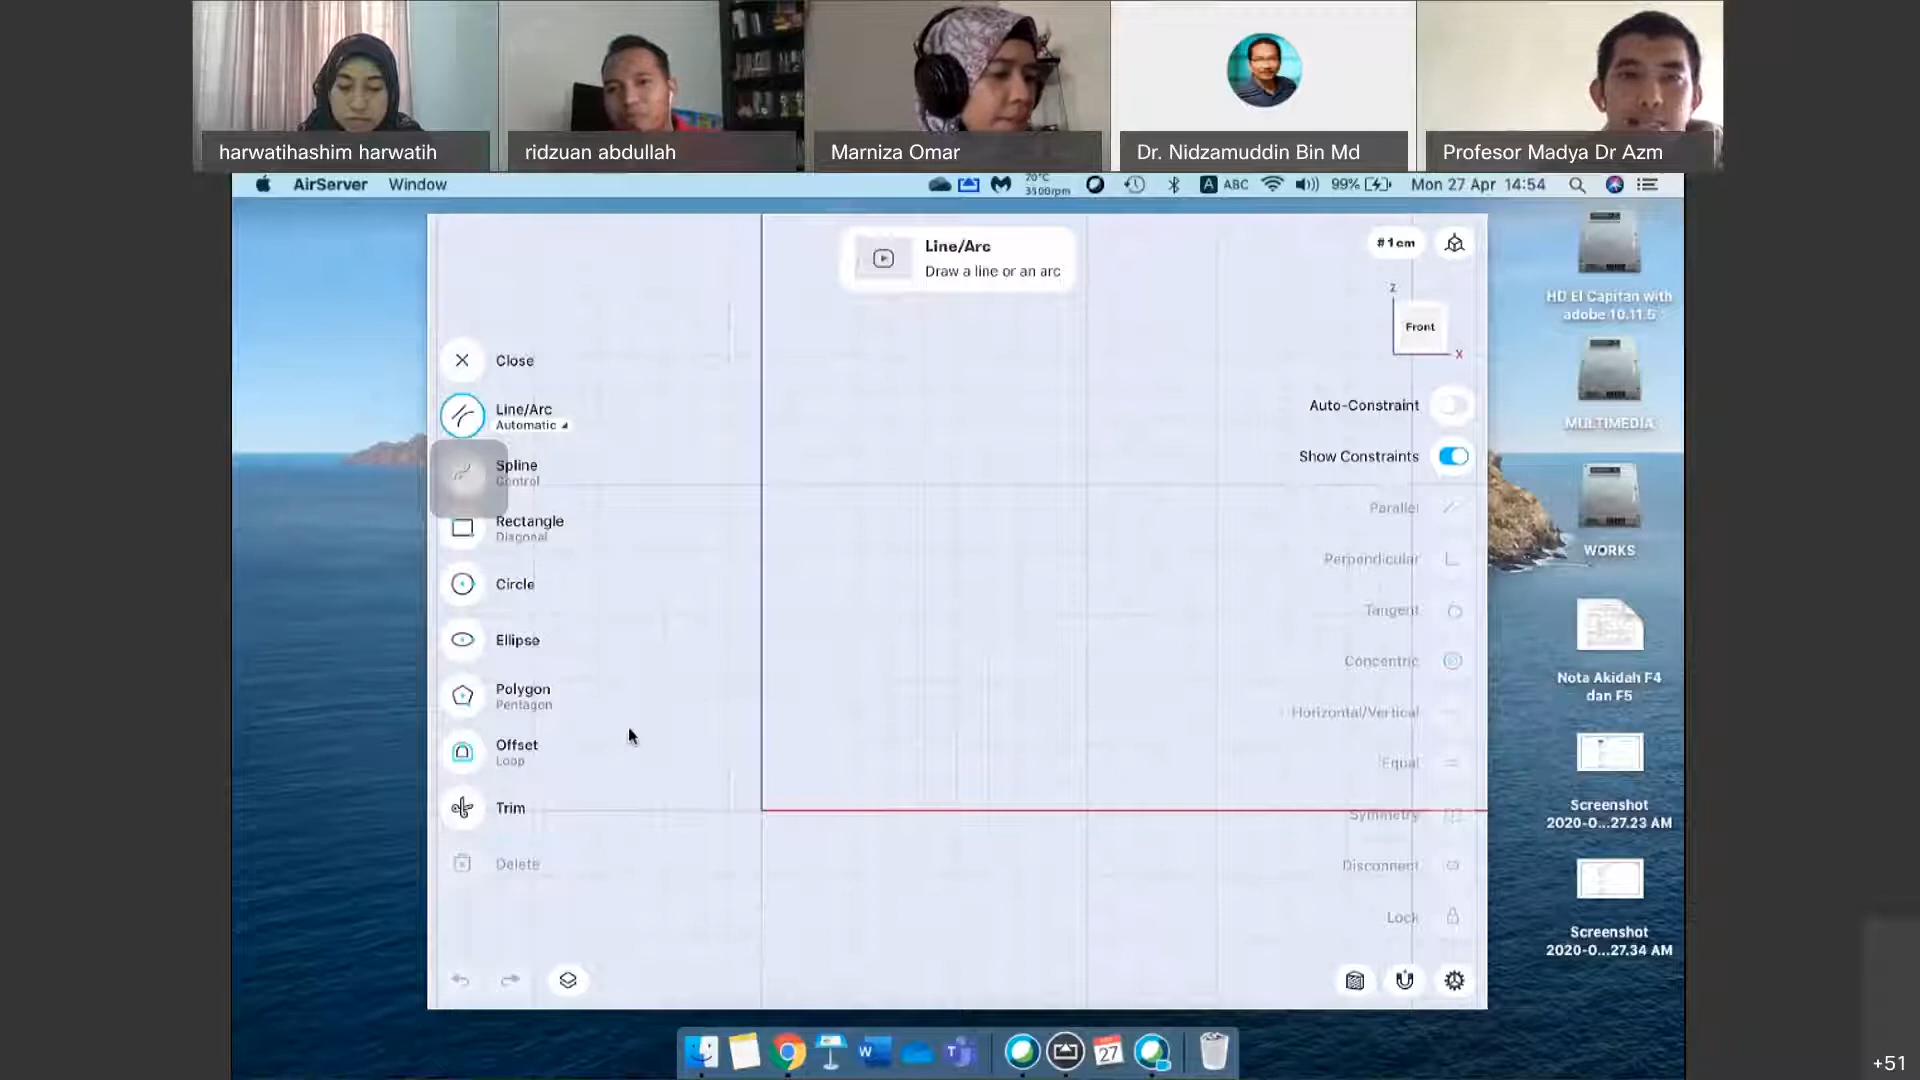 harwatihashim harwatih
ridzuan abdullah
Marniza Omar
Dr. Nidzamuddin Bin Md
Profesor Madya Dr Azm
AirServer Window
70°C
3500rpm
A ABC
99%
Mon 27 Apr 14:54
Line/Arc
Draw a line or an arc
#1cm
Z
Front
X
Close
Line/Arc
Automatic
Spline
Control
Rectangle
Diagonal
Circle
Ellipse
Polygon
Pentagon
Offset
Loop
Trim
Delete
Auto-Constraint
Show Constraints
Parallel
Perpendicular
Tangent
Concentric
Horizontal/Vertical
Equal
Symmetry
Disconnect
Lock
HD El Capitan with
adobe 10.11.5
MULTIMEDIA
WORKS
Nota Akidah F4
dan F5
Screenshot
2020-0...27.23 AM
Screenshot
2020-0...27.34 AM
W
T
27
+51